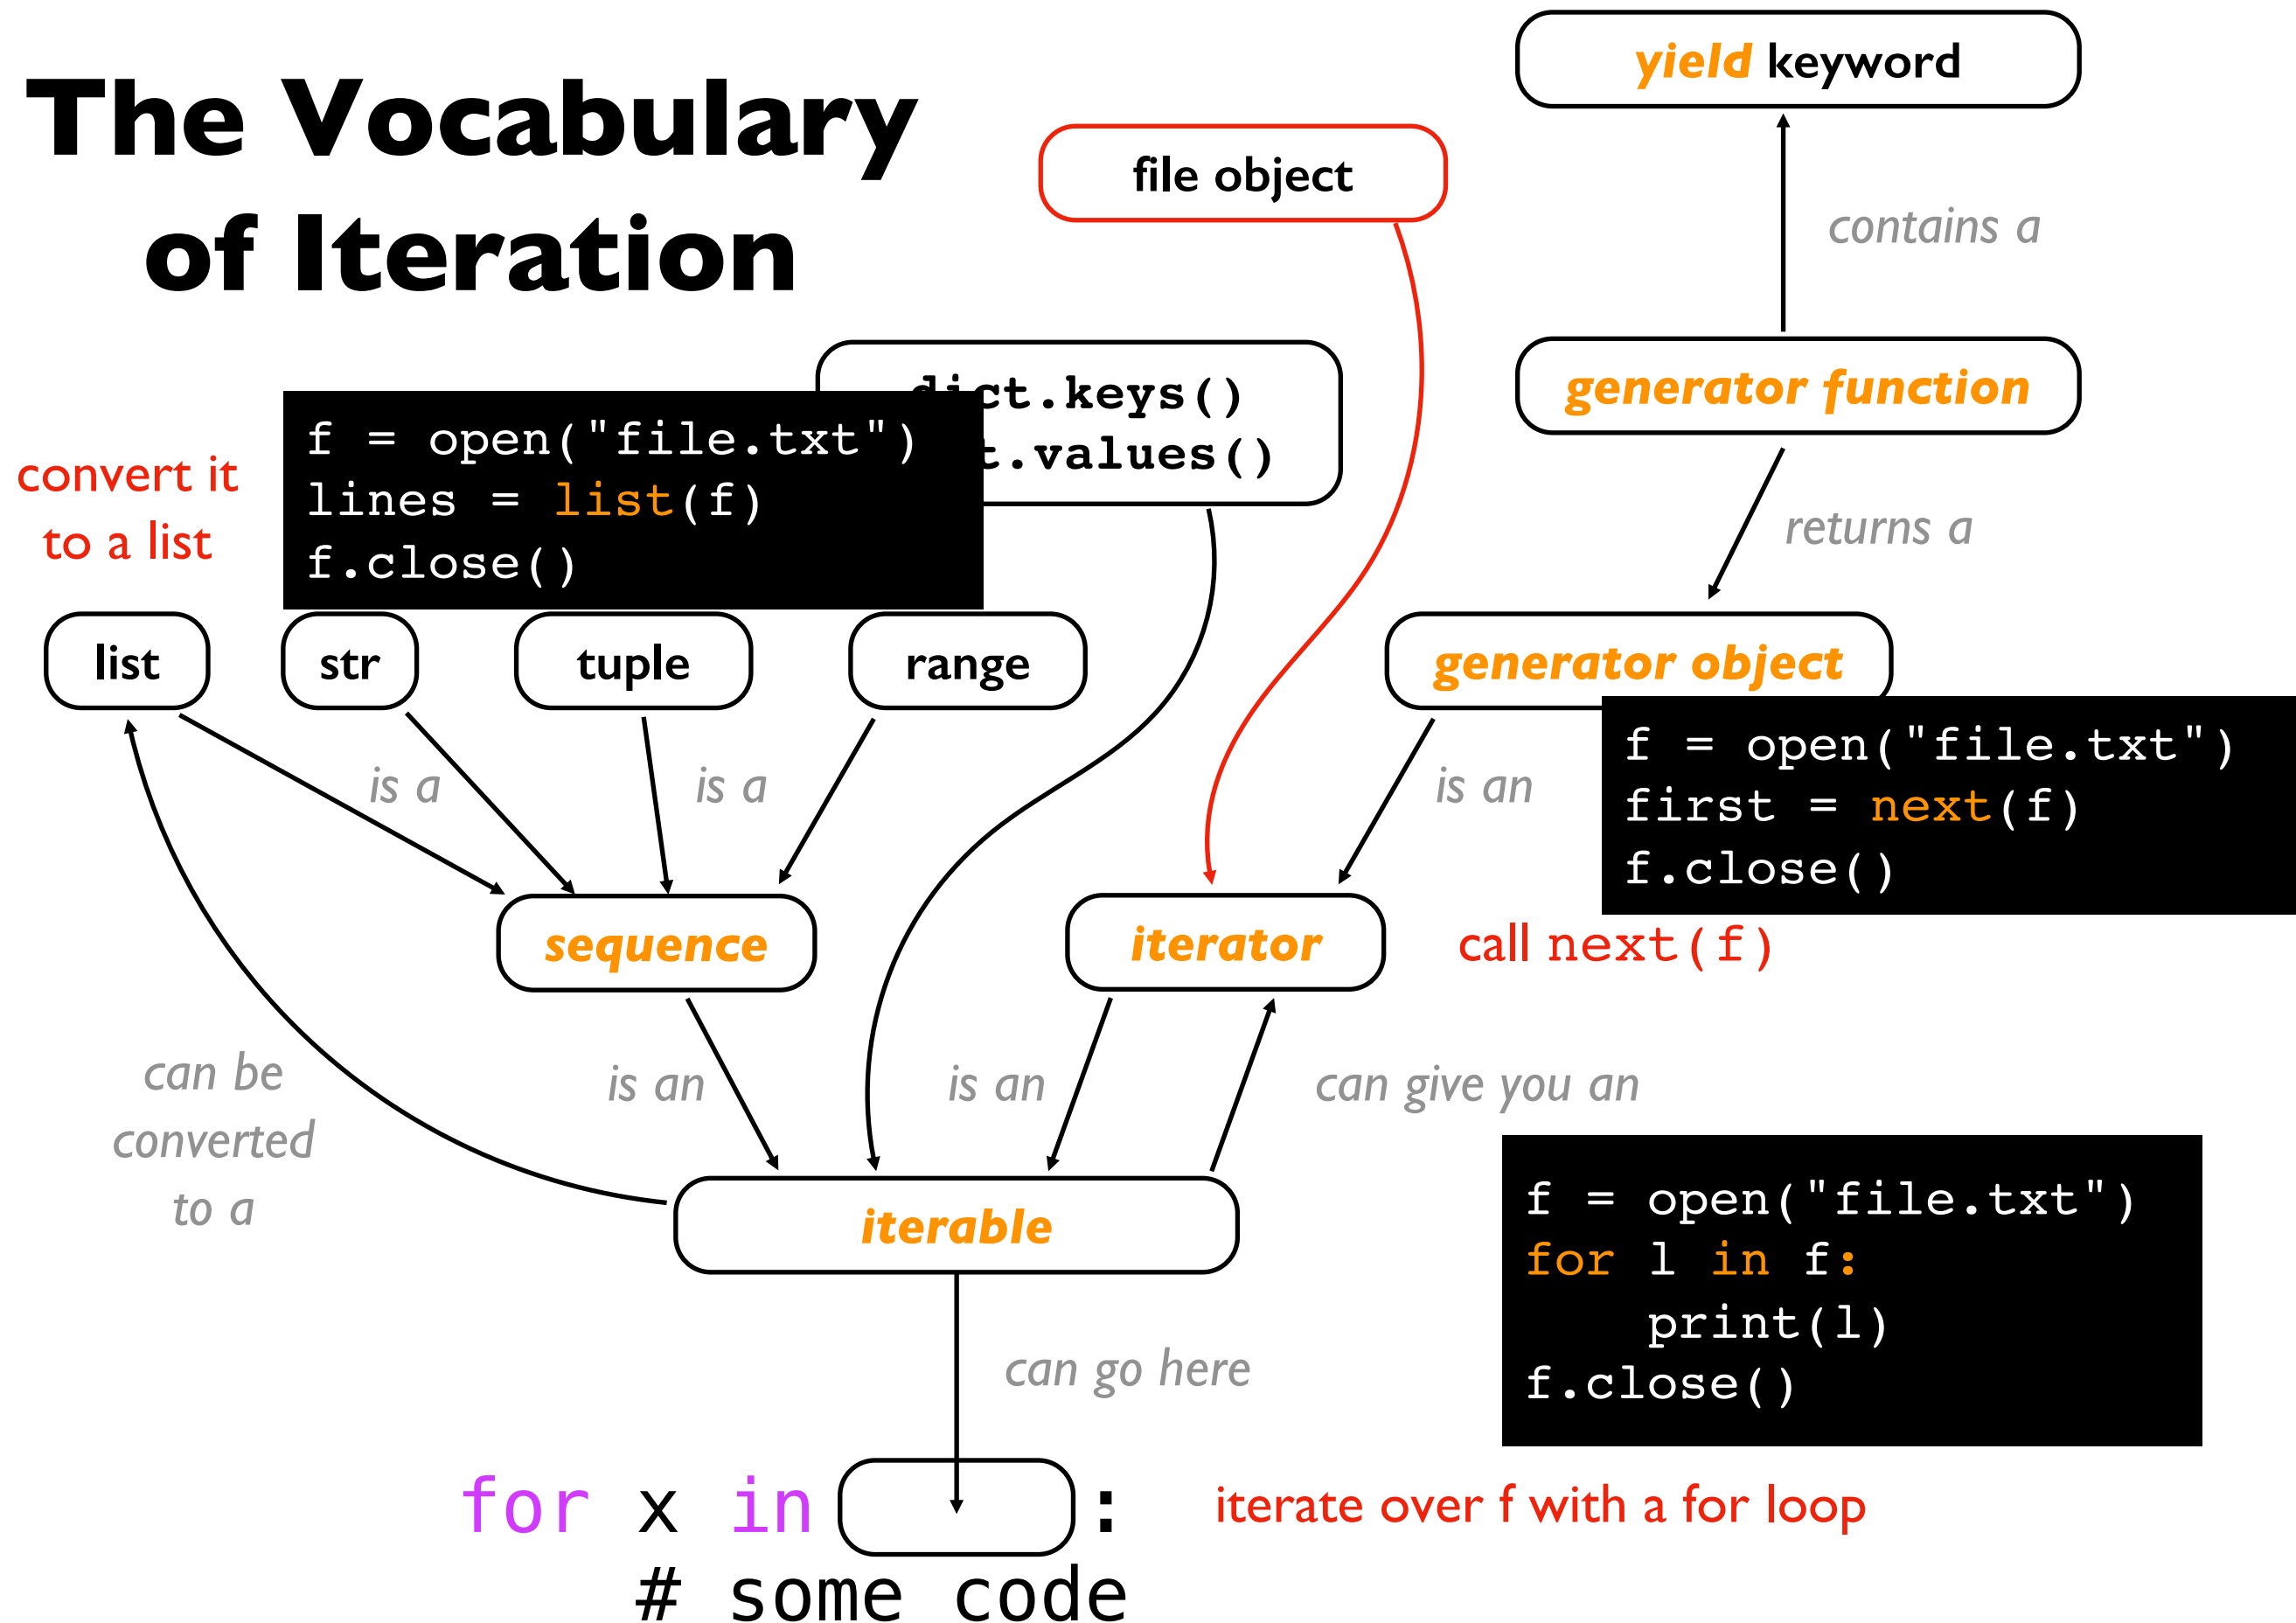 The Vocabulary
of Iteration
yield keyword
file object
contains a
generator function
.keys()
.values()
f = open("file.txt")
lines = list(f)
f.close()
convert it
to a list
returns a
list
str
tuple
range
generator object
f = open("file.txt")
first = next(f)
f.close()
is a
is a
is an
sequence
iterator
call next(f)
can be
converted
to a
is an
is an
can give you an
iterable
f = open("file.txt")
for l in f:
    print(l)
f.close()
can go here
for x in :
# some code
iterate over f with a for loop